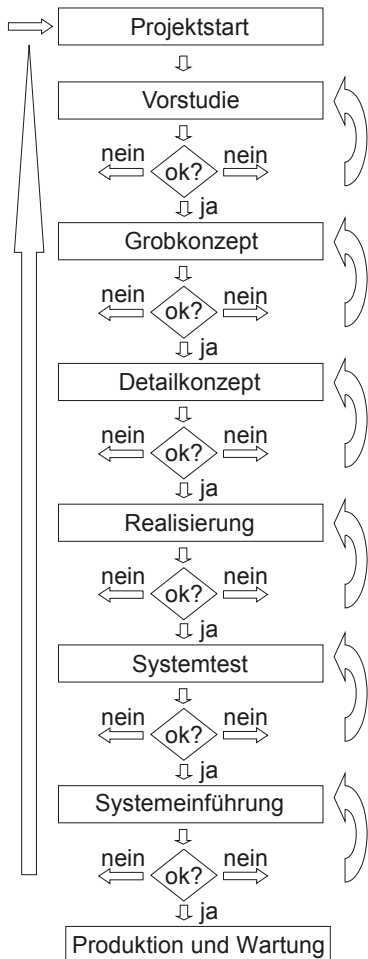 Projektstart
Vorstudie
nein ok? nein
ja
Grobkonzept
nein ok? nein
ja
Detailkonzept
nein ok? nein
ja
Realisierung
nein ok? nein
ja
Systemtest
nein ok? nein
ja
Systemeinführung
nein ok? nein
ja
Produktion und Wartung